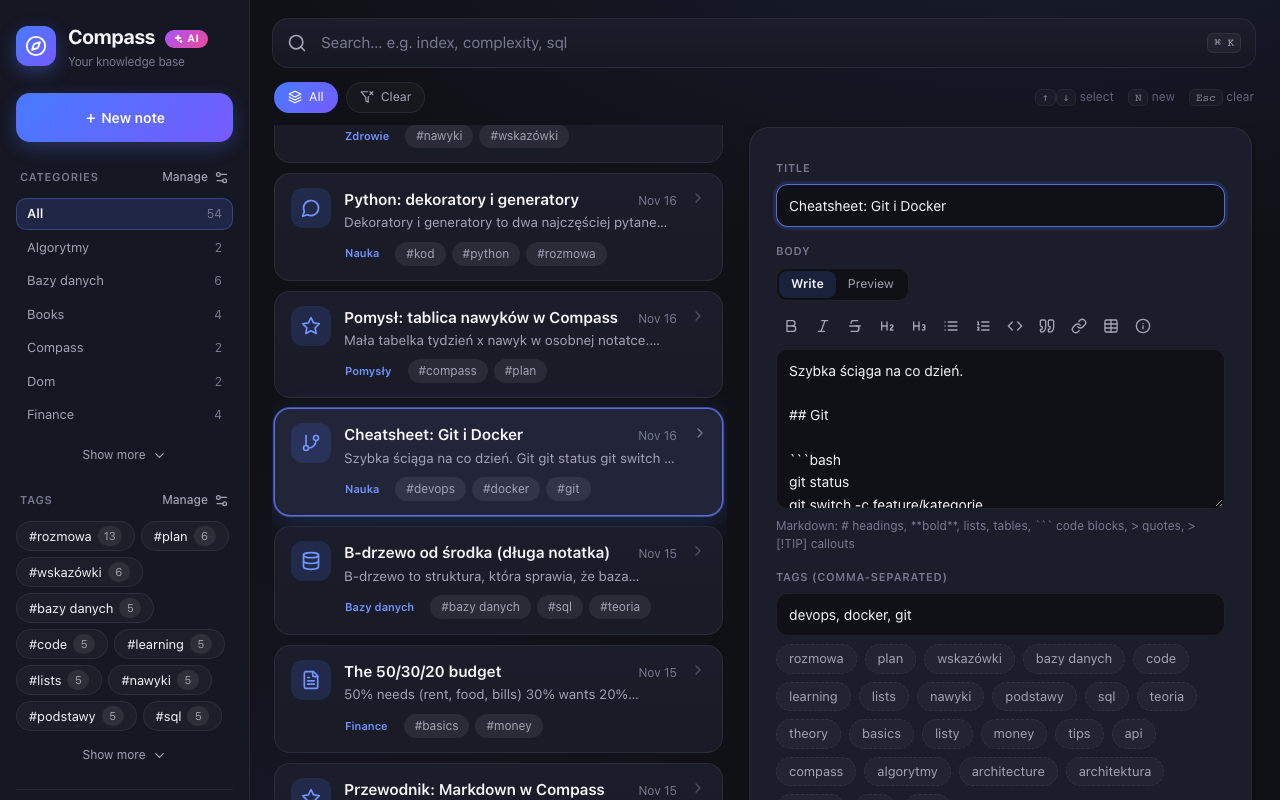 Compass AI
Your knowledge base
+ New note
CATEGORIES Manage
All 54
Algorytmy 2
Bazy danych 6
Books 4
Compass 2
Dom 2
Finance 4
Show more
TAGS Manage
#rozmowa 13 #plan 6
#wskazówki 6
#bazy danych 5
#code 5 #learning 5
#lists 5 #nawyki 5
#podstawy 5 #sql 5
Show more
Search... e.g. index, complexity, sql ⌘ K
All Clear ↑ ↓ select N new Esc clear
Zdrowie #nawyki #wskazówki
Python: dekoratory i generatory Nov 16
Dekoratory i generatory to dwa najczęściej pytane...
Nauka #kod #python #rozmowa
Pomysł: tablica nawyków w Compass Nov 16
Mała tabelka tydzień x nawyk w osobnej notatce....
Pomysły #compass #plan
Cheatsheet: Git i Docker Nov 16
Szybka ściąga na co dzień. Git git status git switch ...
Nauka #devops #docker #git
B-drzewo od środka (długa notatka) Nov 15
B-drzewo to struktura, która sprawia, że baza...
Bazy danych #bazy danych #sql #teoria
The 50/30/20 budget Nov 15
50% needs (rent, food, bills) 30% wants 20%...
Finance #basics #money
Przewodnik: Markdown w Compass Nov 15
TITLE
Cheatsheet: Git i Docker
BODY
Write Preview
B I S H2 H3
Szybka ściąga na co dzień.
## Git
```bash
git status
git switch -c feature/kategorie
Markdown: # headings, **bold**, lists, tables, ``` code blocks, > quotes, >
[!TIP] callouts
TAGS (COMMA-SEPARATED)
devops, docker, git
rozmowa plan wskazówki bazy danych code
learning lists nawyki podstawy sql teoria
theory basics listy money tips api
compass algorytmy architecture architektura